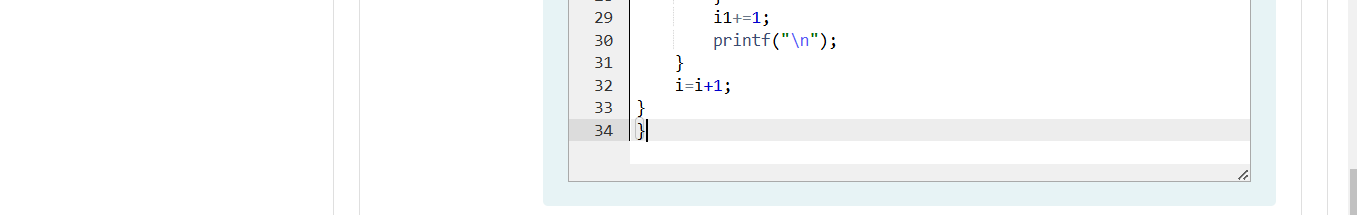 29 i1+=1;
30 printf("\n");
31 }
32 i=i+1;
33 }
34 }